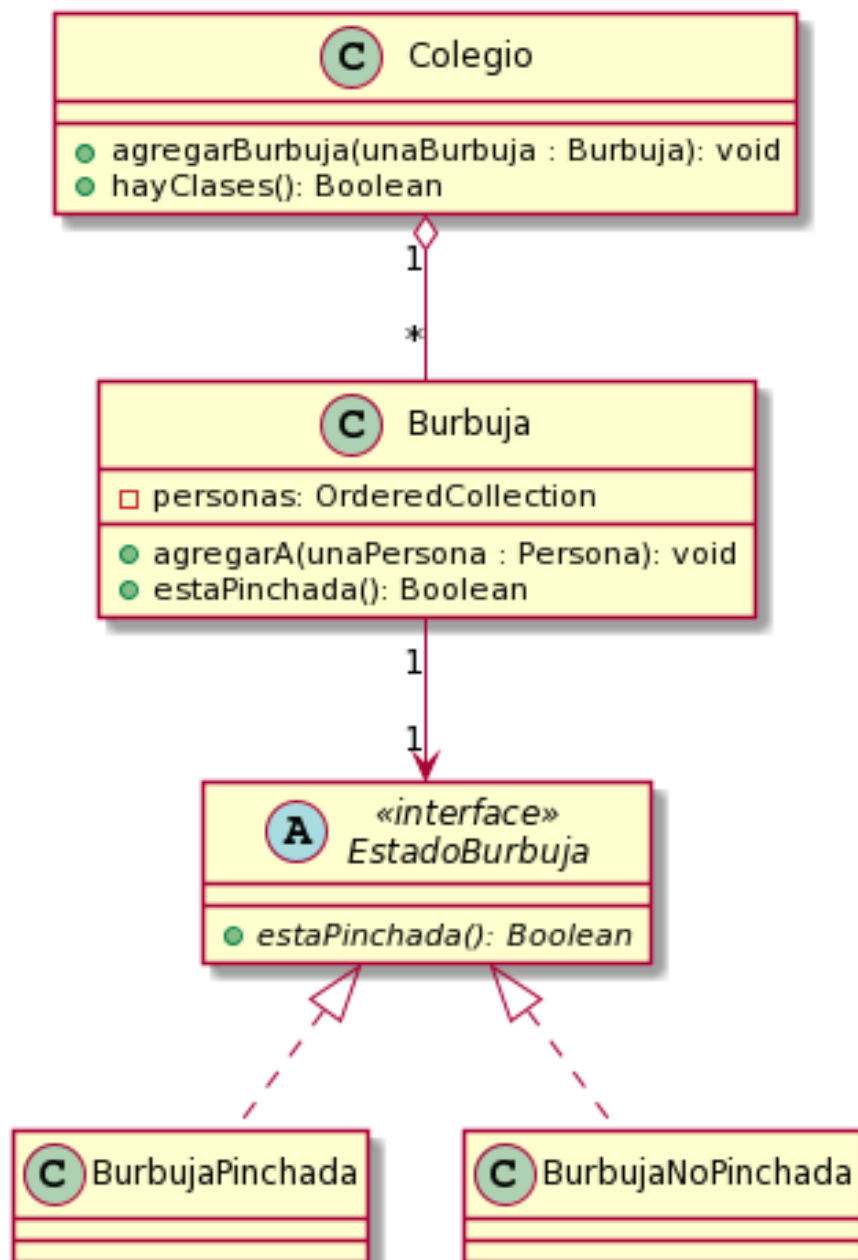 C Colegio
agregarBurbuja(unaBurbuja : Burbuja): void
hayClases(): Boolean
1
*
C Burbuja
personas: OrderedCollection
agregarA(unaPersona : Persona): void
estaPinchada(): Boolean
1
1
A «interface»
EstadoBurbuja
estaPinchada(): Boolean
C BurbujaPinchada
C BurbujaNoPinchada